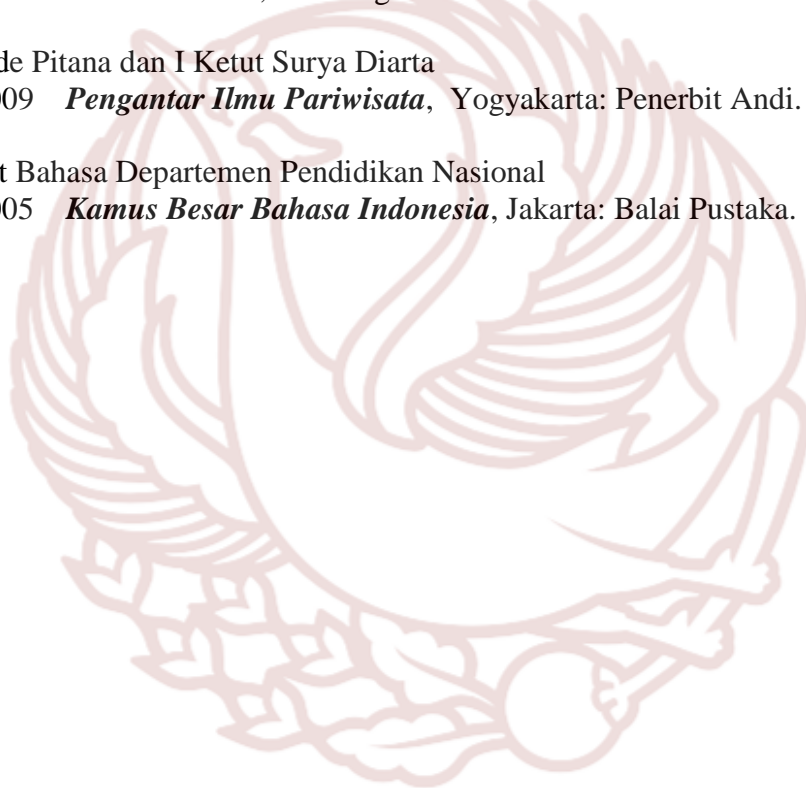 de Pitana dan I Ketut Surya Diarta
009 Pengantar Ilmu Pariwisata, Yogyakarta: Penerbit Andi.
t Bahasa Departemen Pendidikan Nasional
005 Kamus Besar Bahasa Indonesia, Jakarta: Balai Pustaka.